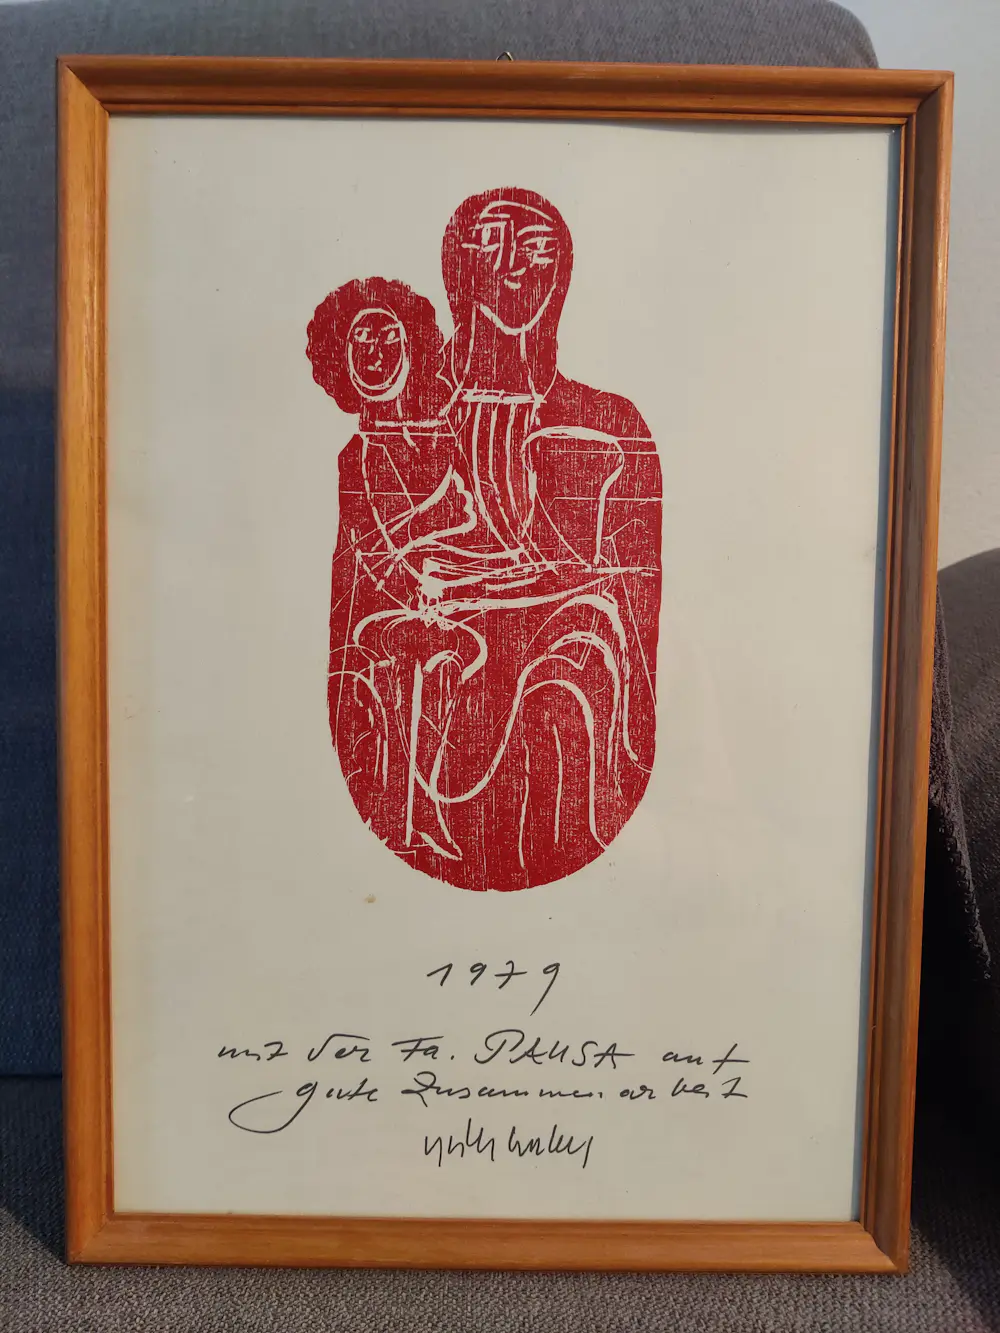 1979
mit der Fa. PAUSA auf
gute Zusammenarbeit